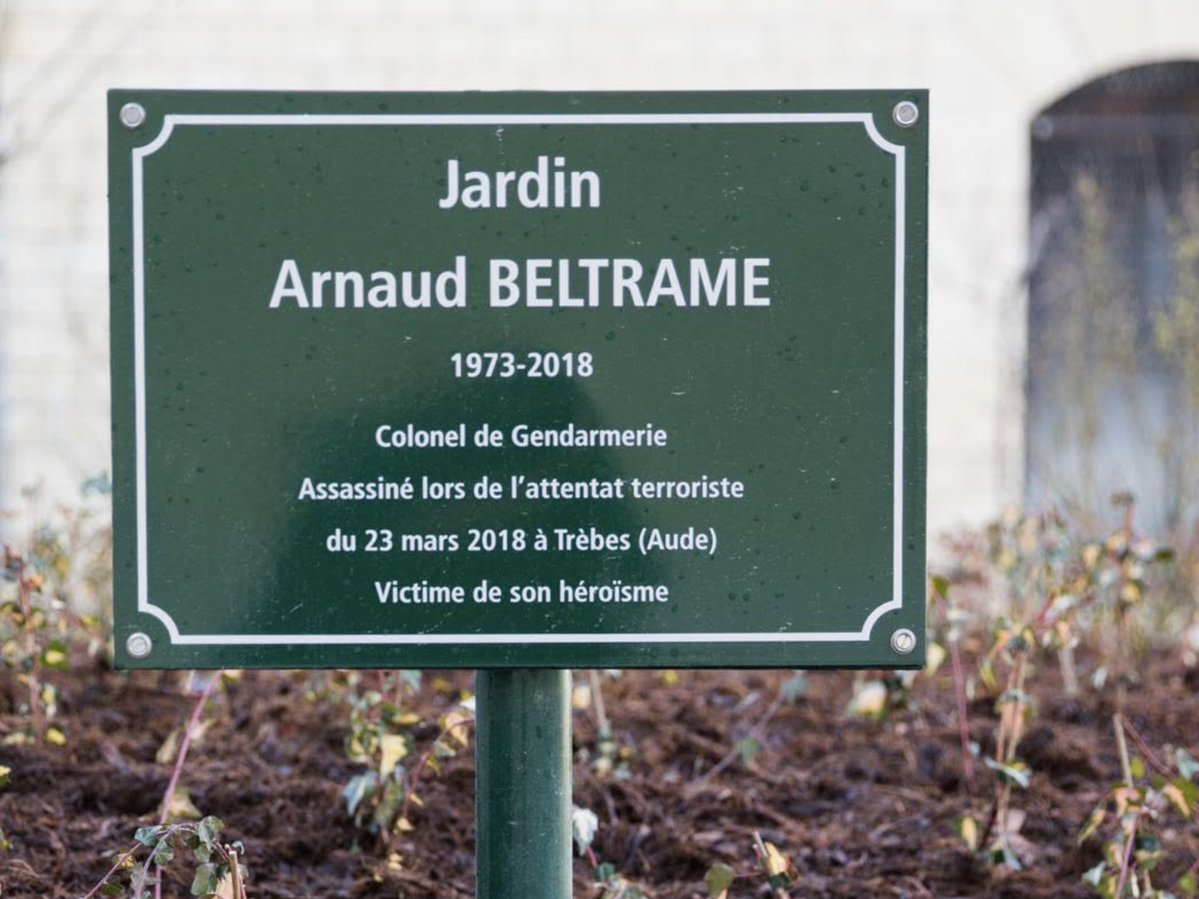 Jardin
Arnaud BELTRAME
1973-2018
Colonel de Gendarmerie
Assassiné lors de l'attentat terroriste
du 23 mars 2018 à Trèbes (Aude)
Victime de son héroïsme